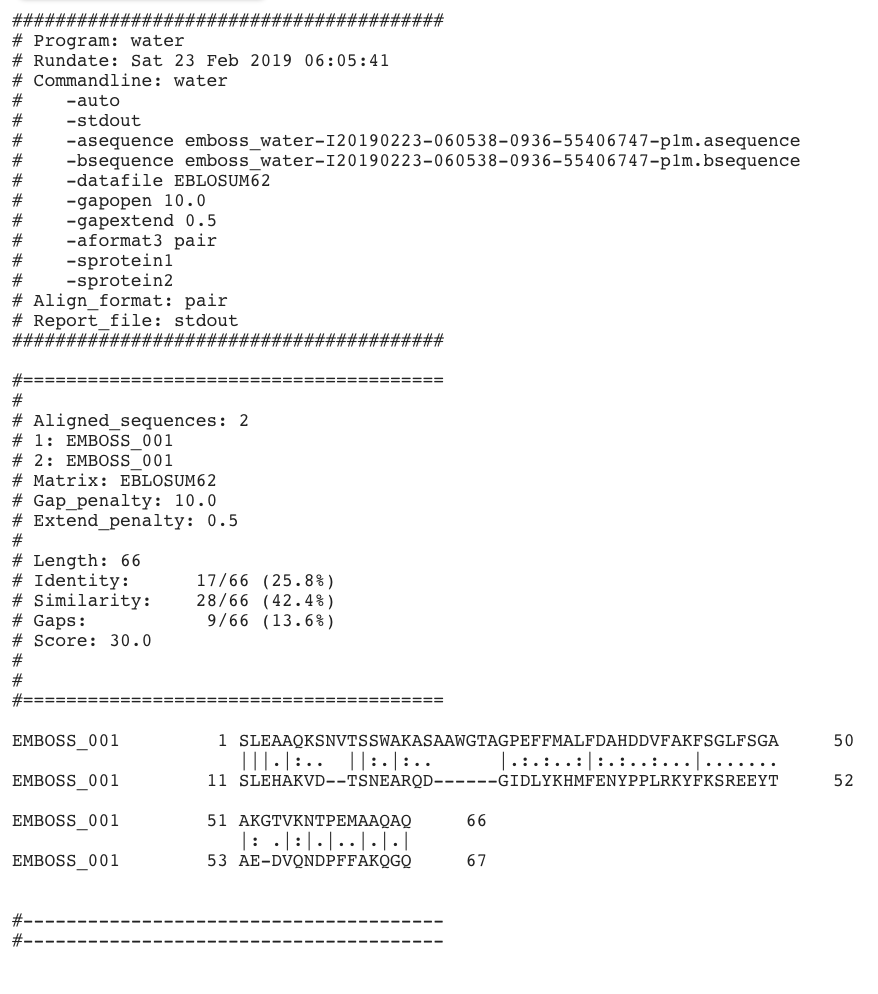 ########################################
# Program: water
# Rundate: Sat 23 Feb 2019 06:05:41
# Commandline: water
#    -auto
#    -stdout
#    -asequence emboss_water-I20190223-060538-0936-55406747-p1m.asequence
#    -bsequence emboss_water-I20190223-060538-0936-55406747-p1m.bsequence
#    -datafile EBLOSUM62
#    -gapopen 10.0
#    -gapextend 0.5
#    -aformat3 pair
#    -sprotein1
#    -sprotein2
# Align_format: pair
# Report_file: stdout
########################################
#=======================================
#
# Aligned_sequences: 2
# 1: EMBOSS_001
# 2: EMBOSS_001
# Matrix: EBLOSUM62
# Gap_penalty: 10.0
# Extend_penalty: 0.5
#
# Length: 66
# Identity:      17/66 (25.8%)
# Similarity:    28/66 (42.4%)
# Gaps:           9/66 (13.6%)
# Score: 30.0
#
#
#=======================================
EMBOSS_001         1 SLEAAQKSNVTSSWAKASAAWGTAGPEFFMALFDAHDDVFAKFSGLFSGA     50
                     |||.|:..  ||:.|:..      |.:.:..:|:.:..:...|.......
EMBOSS_001        11 SLEHAKVD--TSNEARQD------GIDLYKHMFENYPPLRKYFKSREEYT     52
EMBOSS_001        51 AKGTVKNTPEMAAQAQ     66
                     |: .|:|.|..|.|.|
EMBOSS_001        53 AE-DVQNDPFFAKQGQ     67
#---------------------------------------
#---------------------------------------